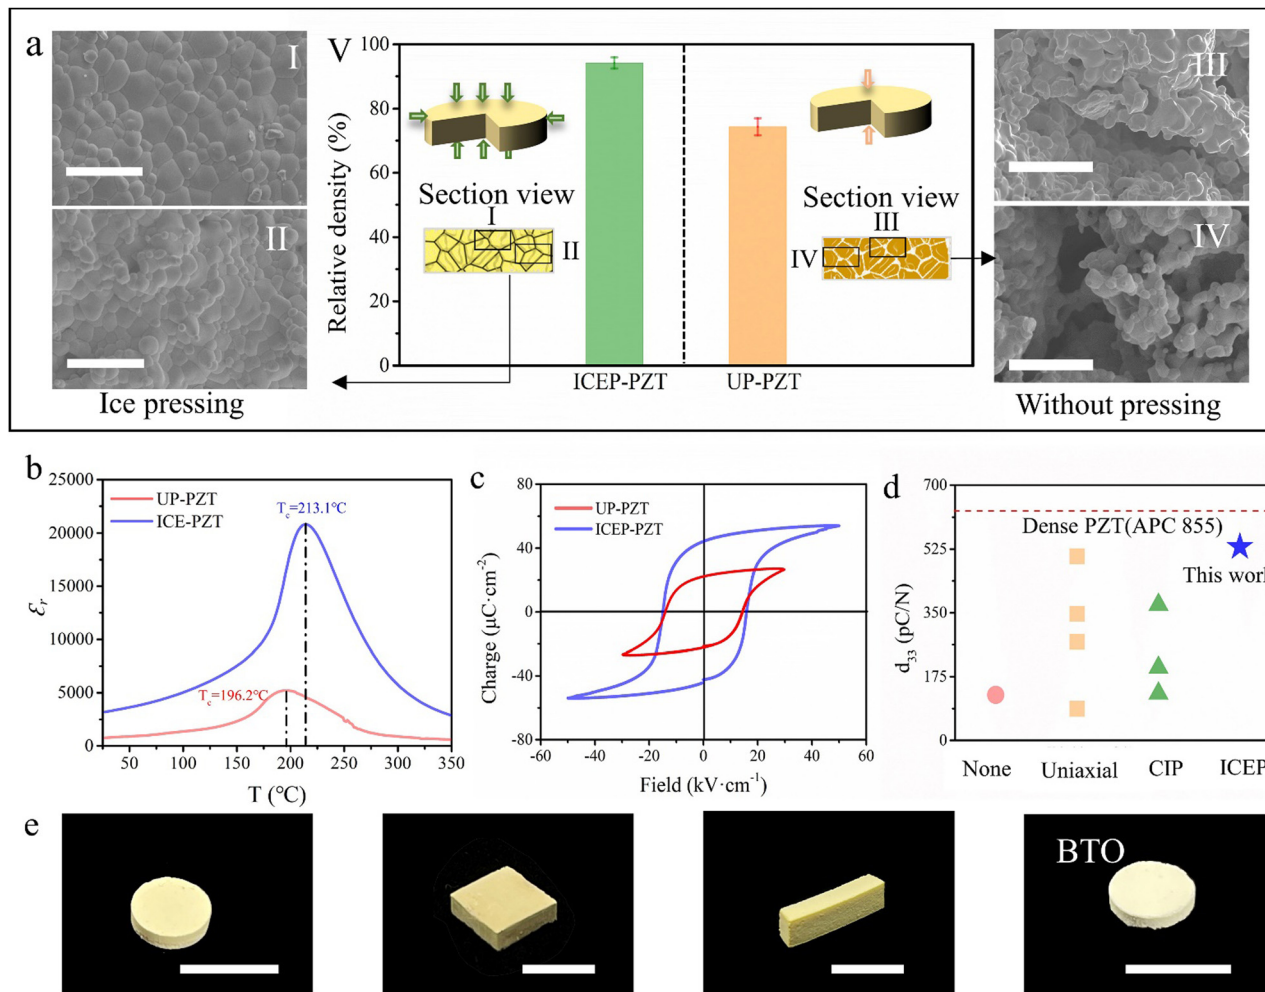 a
I
II
Ice pressing
V
100
80
60
40
20
0
Relative density (%)
Section view
I
II
Section view
III
IV
ICEP-PZT
UP-PZT
III
IV
Without pressing
b
25000
20000
15000
10000
5000
0
εr
UP-PZT
ICE-PZT
Tc=213.1℃
Tc=196.2℃
50
100
150
200
250
300
350
T (℃)
c
80
40
0
-40
-80
Charge (μC·cm-2)
UP-PZT
ICEP-PZT
-60
-40
-20
0
20
40
60
Field (kV·cm-1)
d
700
525
350
175
0
d33 (pC/N)
Dense PZT(APC 855)
This work
None
Uniaxial
CIP
ICEP
e
BTO